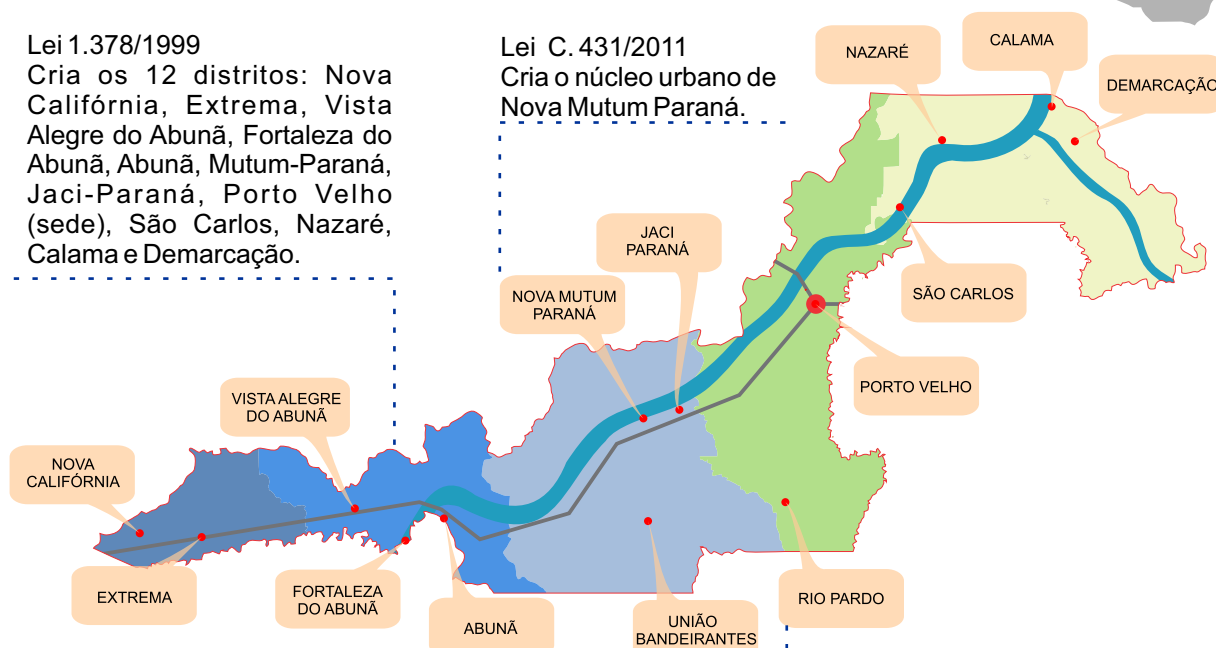 Lei 1.378/1999
Cria os 12 distritos: Nova
Califórnia, Extrema, Vista
Alegre do Abunã, Fortaleza do
Abunã, Abunã, Mutum-Paraná,
Jaci-Paraná, Porto Velho
(sede), São Carlos, Nazaré,
Calama e Demarcação.
Lei C. 431/2011
Cria o núcleo urbano de
Nova Mutum Paraná.
NAZARÉ
CALAMA
DEMARCAÇÃO
JACI
PARANÁ
SÃO CARLOS
NOVA MUTUM
PARANÁ
PORTO VELHO
VISTA ALEGRE
DO ABUNÃ
NOVA
CALIFÓRNIA
EXTREMA
FORTALEZA
DO ABUNÃ
ABUNÃ
UNIÃO
BANDEIRANTES
RIO PARDO